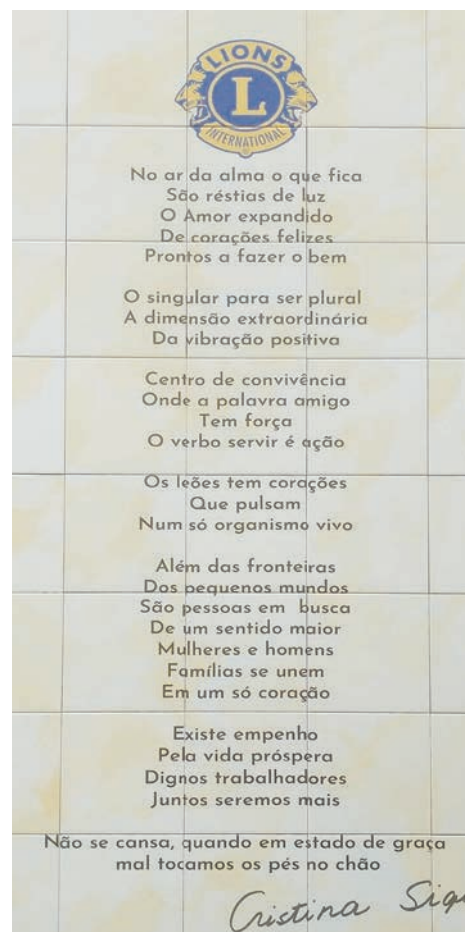 LIONS
L
INTERNATIONAL
No ar da alma o que fica
São réstias de luz
O Amor expandido
De corações felizes
Prontos a fazer o bem
O singular para ser plural
A dimensão extraordinária
Da vibração positiva
Centro de convivência
Onde a palavra amigo
Tem força
O verbo servir é ação
Os leões tem corações
Que pulsam
Num só organismo vivo
Além das fronteiras
Dos pequenos mundos
São pessoas em busca
De um sentido maior
Mulheres e homens
Famílias se unem
Em um só coração
Existe empenho
Pela vida próspera
Dignos trabalhadores
Juntos seremos mais
Não se cansa, quando em estado de graça
mal tocamos os pés no chão
Cristina